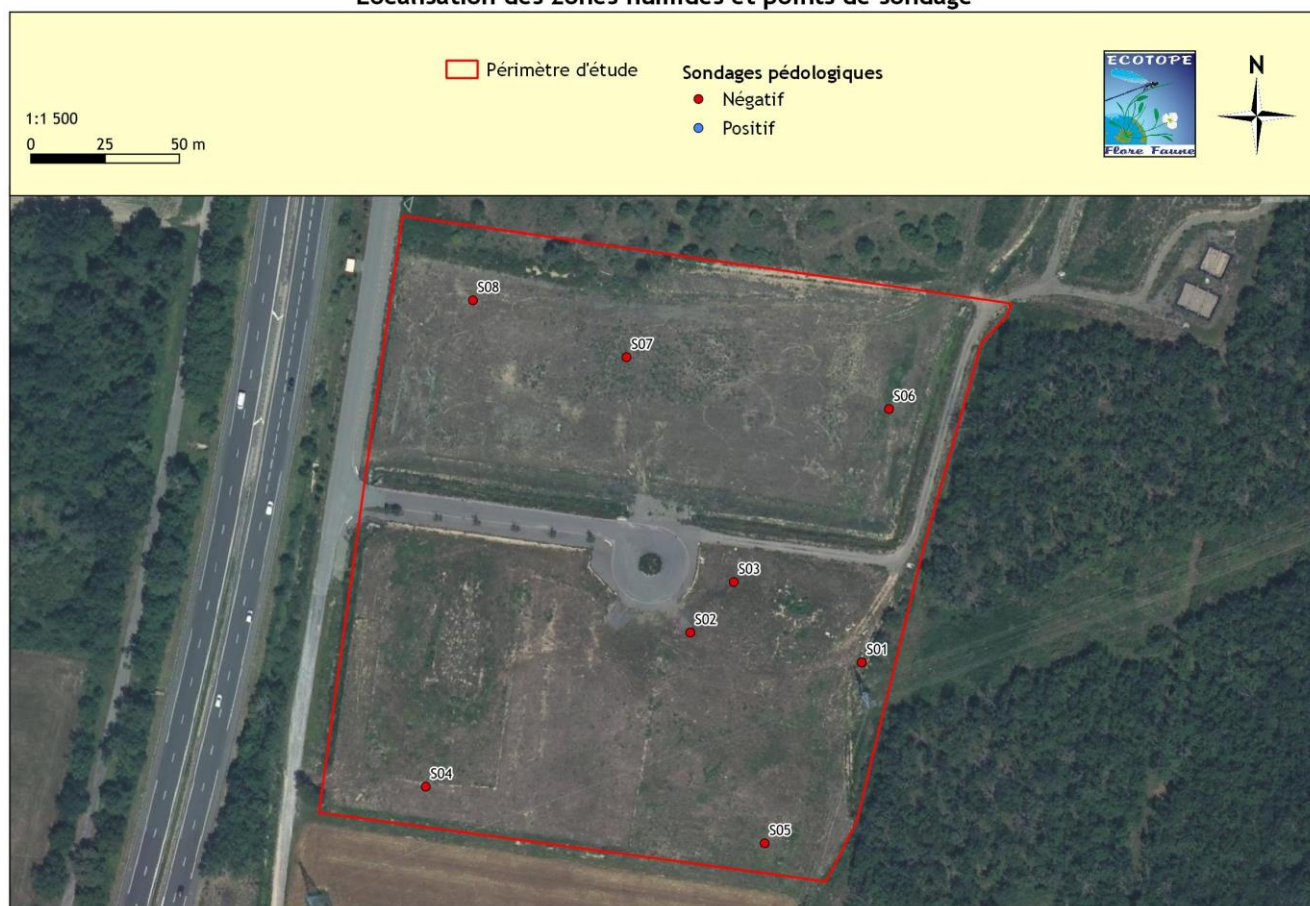 Localisation des zones humides et points de sondage
Périmètre d'étude
Sondages pédologiques
Négatif
Positif
1:1 500
0 25 50 m
ECOTOPE
Flore Faune
N
S08
S07
S06
S03
S02
S01
S04
S05